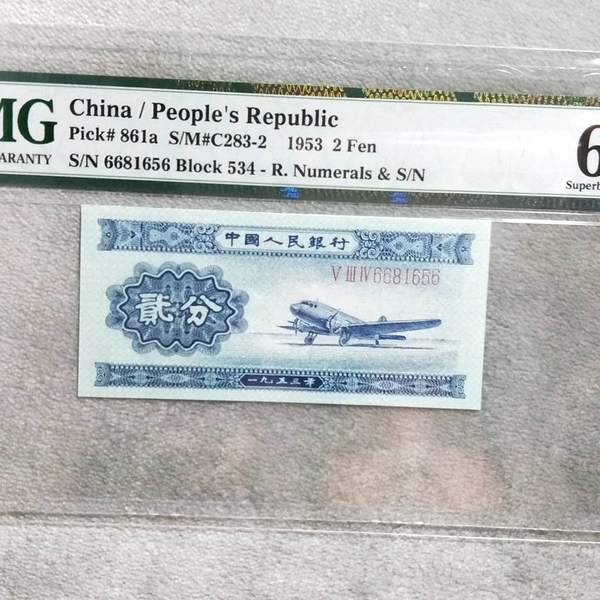 MG
China / People's Republic
Pick# 861a S/M#C283-2 1953 2 Fen
S/N 6681656 Block 534 - R. Numerals & S/N
ARANTY
6
Superb
中國人民銀行
V III IV 6681656
貳分
一九五三年